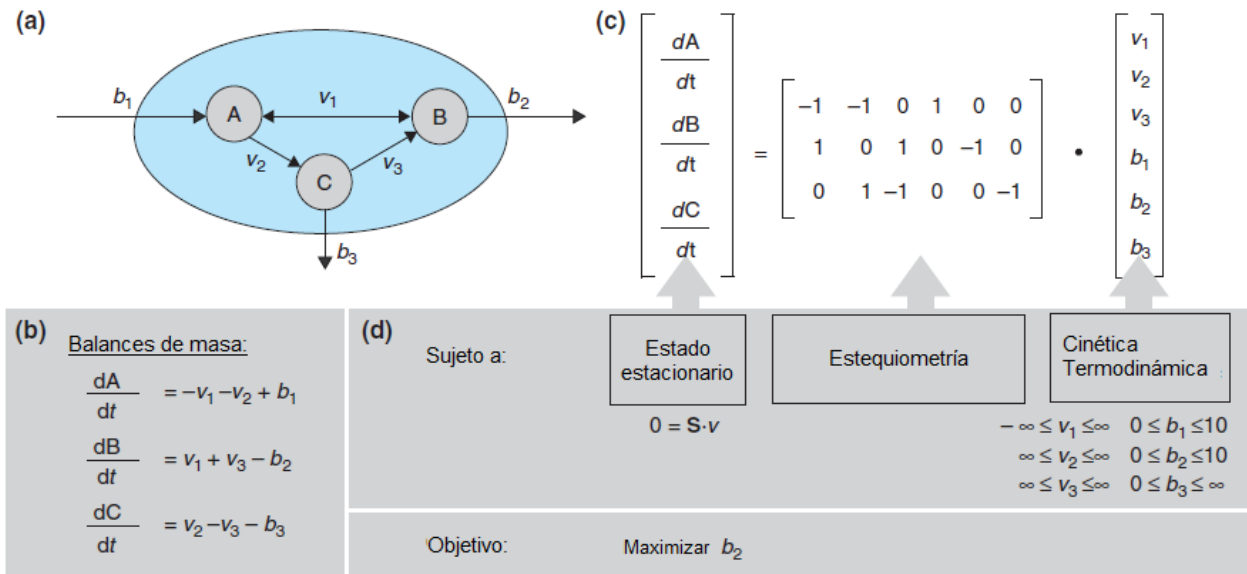 (a)
b1
A
v1
B
b2
v2
C
v3
b3
(b)
Balances de masa:
dA/dt = –v1 –v2 + b1
dB/dt = v1 + v3 – b2
dC/dt = v2 –v3 – b3
(c)
dA/dt
dB/dt
dC/dt
=
–1 –1 0 1 0 0
1 0 1 0 –1 0
0 1 –1 0 0 –1
•
v1
v2
v3
b1
b2
b3
(d)
Sujeto a:
Estado
estacionario
0 = S·v
Estequiometría
Cinética
Termodinámica :
– ∞ ≤ v1 ≤∞ 0 ≤ b1 ≤10
∞ ≤ v2 ≤∞ 0 ≤ b2 ≤10
∞ ≤ v3 ≤∞ 0 ≤ b3 ≤ ∞
Objetivo: Maximizar b2